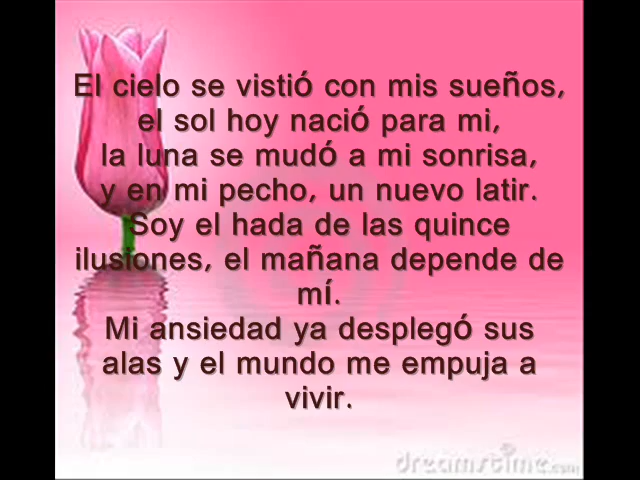 El cielo se vistió con mis sueños,
el sol hoy nació para mi,
la luna se mudó a mi sonrisa,
y en mi pecho, un nuevo latir.
Soy el hada de las quince
ilusiones, el mañana depende de
mí.
Mi ansiedad ya desplegó sus
alas y el mundo me empuja a
vivir.
dreamstime.com